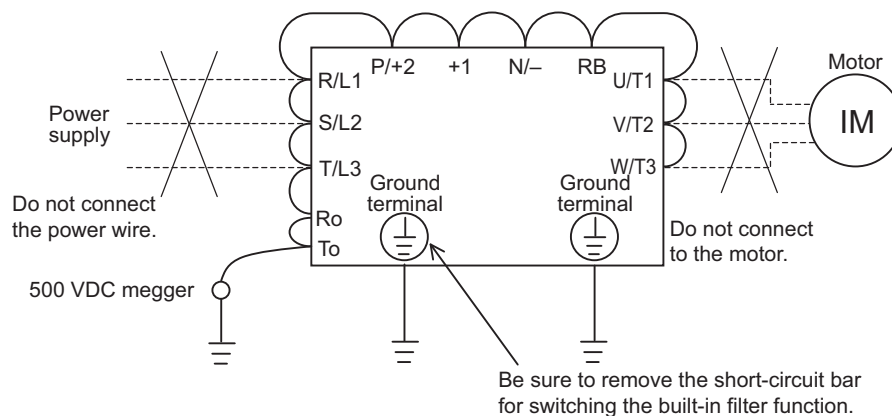 P/+2
+1
N/–
RB
Motor
R/L1
U/T1
Power
supply
S/L2
V/T2
IM
T/L3
W/T3
Ground
terminal
Ground
terminal
Do not connect
the power wire.
Ro
To
Do not connect
to the motor.
500 VDC megger
Be sure to remove the short-circuit bar
for switching the built-in filter function.